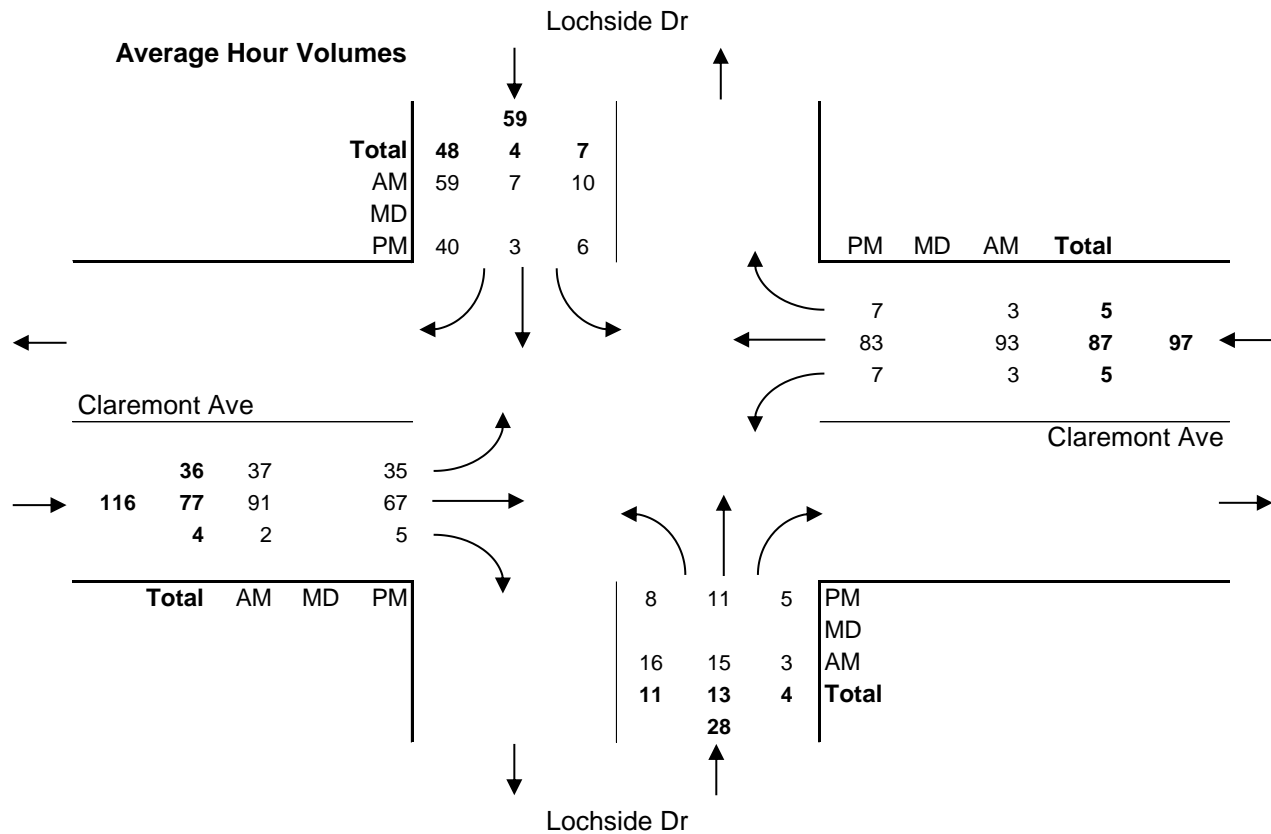 Lochside Dr
Average Hour Volumes
59
Total 48 4 7
AM 59 7 10
MD
PM 40 3 6
PM MD AM Total
7 3 5
83 93 87 97
7 3 5
Claremont Ave
Claremont Ave
36 37 35
116 77 91 67
4 2 5
Total AM MD PM
8 11 5 PM
MD
16 15 3 AM
11 13 4 Total
28
Lochside Dr